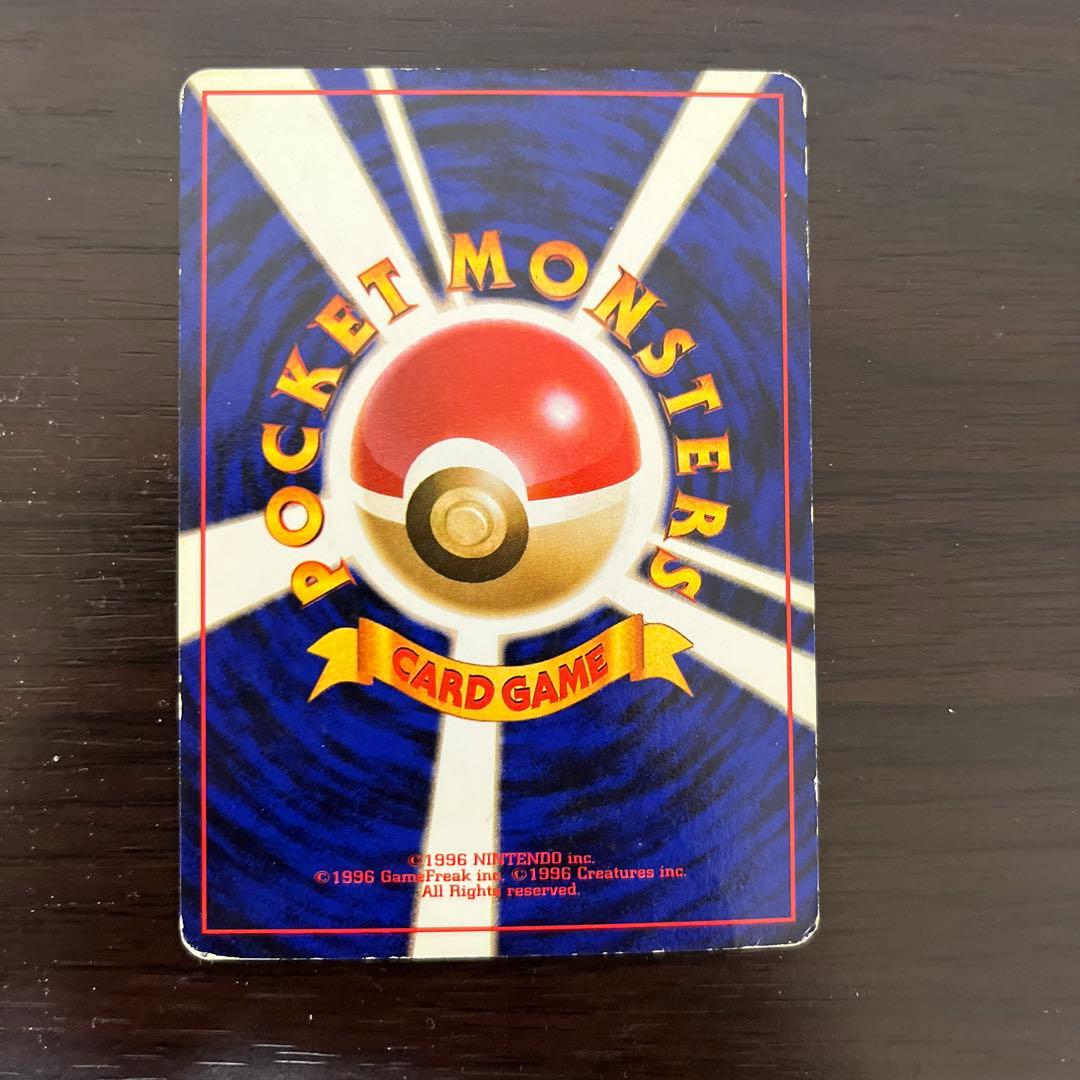 POCKET MONSTERS
CARD GAME
©1996 NINTENDO inc.
©1996 GameFreak inc. ©1996 Creatures inc.
All Rights reserved.